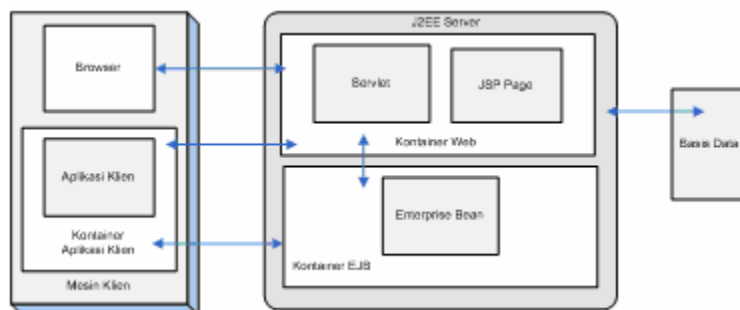 J2EE Server
Browser
Servlet
JSP Page
Kontainer Web
Basis Data
Aplikasi Klien
Kontainer
Aplikasi Klien
Enterprise Bean
Kontainer EJB
Mesin Klien